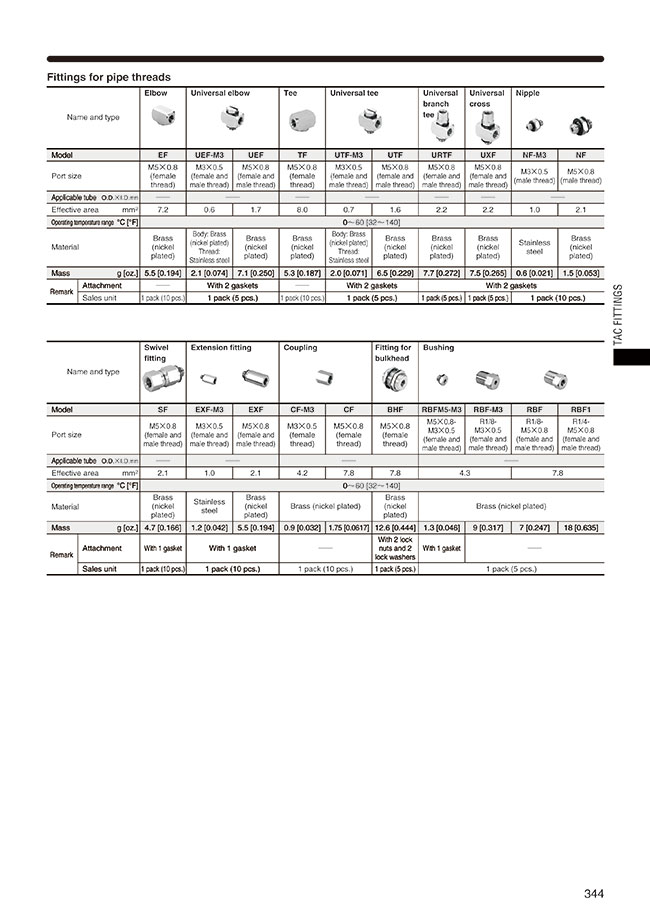 Fittings for pipe threads
Name and type
Elbow
Universal elbow
Tee
Universal tee
Universal branch tee
Universal cross
Nipple
Model EF UEF-M3 UEF TF UTF-M3 UTF URTF UXF NF-M3 NF
Port size
M5×0.8 (female thread)
M3×0.5 (female and male thread)
M5×0.8 (female and male thread)
M5×0.8 (female thread)
M3×0.5 (female and male thread)
M5×0.8 (female and male thread)
M5×0.8 (female and male thread)
M5×0.8 (female and male thread)
M3×0.5 (male thread)
M5×0.8 (male thread)
Applicable tube O.D.×I.D. mm —— —— —— —— —— —— ——
Effective area mm² 7.2 0.6 1.7 8.0 0.7 1.6 2.2 2.2 1.0 2.1
Operating temperature range °C [°F] 0～60 [32～140]
Material
Brass (nickel plated)
Body: Brass (nickel plated) Thread: Stainless steel
Brass (nickel plated)
Brass (nickel plated)
Body: Brass (nickel plated) Thread: Stainless steel
Brass (nickel plated)
Brass (nickel plated)
Brass (nickel plated)
Stainless steel
Brass (nickel plated)
Mass g [oz.] 5.5 [0.194] 2.1 [0.074] 7.1 [0.250] 5.3 [0.187] 2.0 [0.071] 6.5 [0.229] 7.7 [0.272] 7.5 [0.265] 0.6 [0.021] 1.5 [0.053]
Remark
Attachment —— With 2 gaskets —— With 2 gaskets With 2 gaskets
Sales unit 1 pack (10 pcs.) 1 pack (5 pcs.) 1 pack (10 pcs.) 1 pack (5 pcs.) 1 pack (5 pcs.) 1 pack (5 pcs.) 1 pack (10 pcs.)
TAC FITTINGS
Name and type
Swivel fitting
Extension fitting
Coupling
Fitting for bulkhead
Bushing
Model SF EXF-M3 EXF CF-M3 CF BHF RBFM5-M3 RBF-M3 RBF RBF1
Port size
M5×0.8 (female and male thread)
M3×0.5 (female and male thread)
M5×0.8 (female and male thread)
M3×0.5 (female thread)
M5×0.8 (female thread)
M5×0.8 (female thread)
M5×0.8- M3×0.5 (female and male thread)
R1/8- M3×0.5 (female and male thread)
R1/8- M5×0.8 (female and male thread)
R1/4- M5×0.8 (female and male thread)
Applicable tube O.D.×I.D. mm —— —— —— ——
Effective area mm² 2.1 1.0 2.1 4.2 7.8 7.8 4.3 7.8
Operating temperature range °C [°F] 0～60 [32～140]
Material
Brass (nickel plated)
Stainless steel
Brass (nickel plated)
Brass (nickel plated)
Brass (nickel plated)
Brass (nickel plated)
Mass g [oz.] 4.7 [0.166] 1.2 [0.042] 5.5 [0.194] 0.9 [0.032] 1.75 [0.0617] 12.6 [0.444] 1.3 [0.046] 9 [0.317] 7 [0.247] 18 [0.635]
Remark
Attachment With 1 gasket With 1 gasket —— With 2 lock nuts and 2 lock washers With 1 gasket ——
Sales unit 1 pack (10 pcs.) 1 pack (10 pcs.) 1 pack (10 pcs.) 1 pack (5 pcs.) 1 pack (5 pcs.)
344